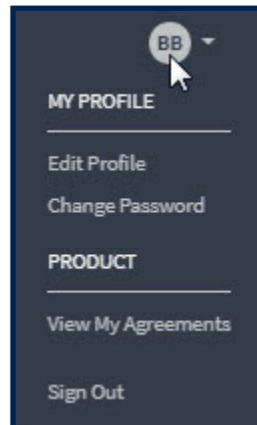 BB
MY PROFILE
Edit Profile
Change Password
PRODUCT
View My Agreements
Sign Out